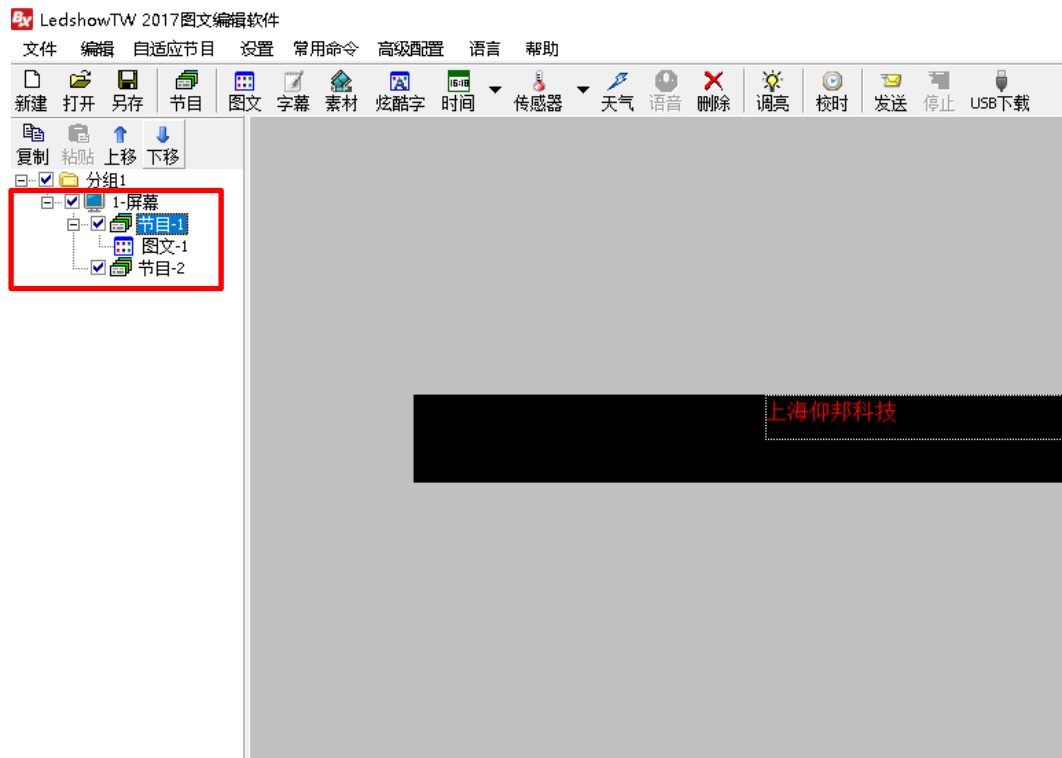 BX LedshowTW 2017图文编辑软件
文件 编辑 自适应节目 设置 常用命令 高级配置 语言 帮助
新建 打开 另存 节目 图文 字幕 素材 炫酷字 时间 传感器 天气 语音 删除 调亮 校时 发送 停止 USB下载
复制 粘贴 上移 下移
分组1
1-屏幕
节目-1
图文-1
节目-2
上海仰邦科技